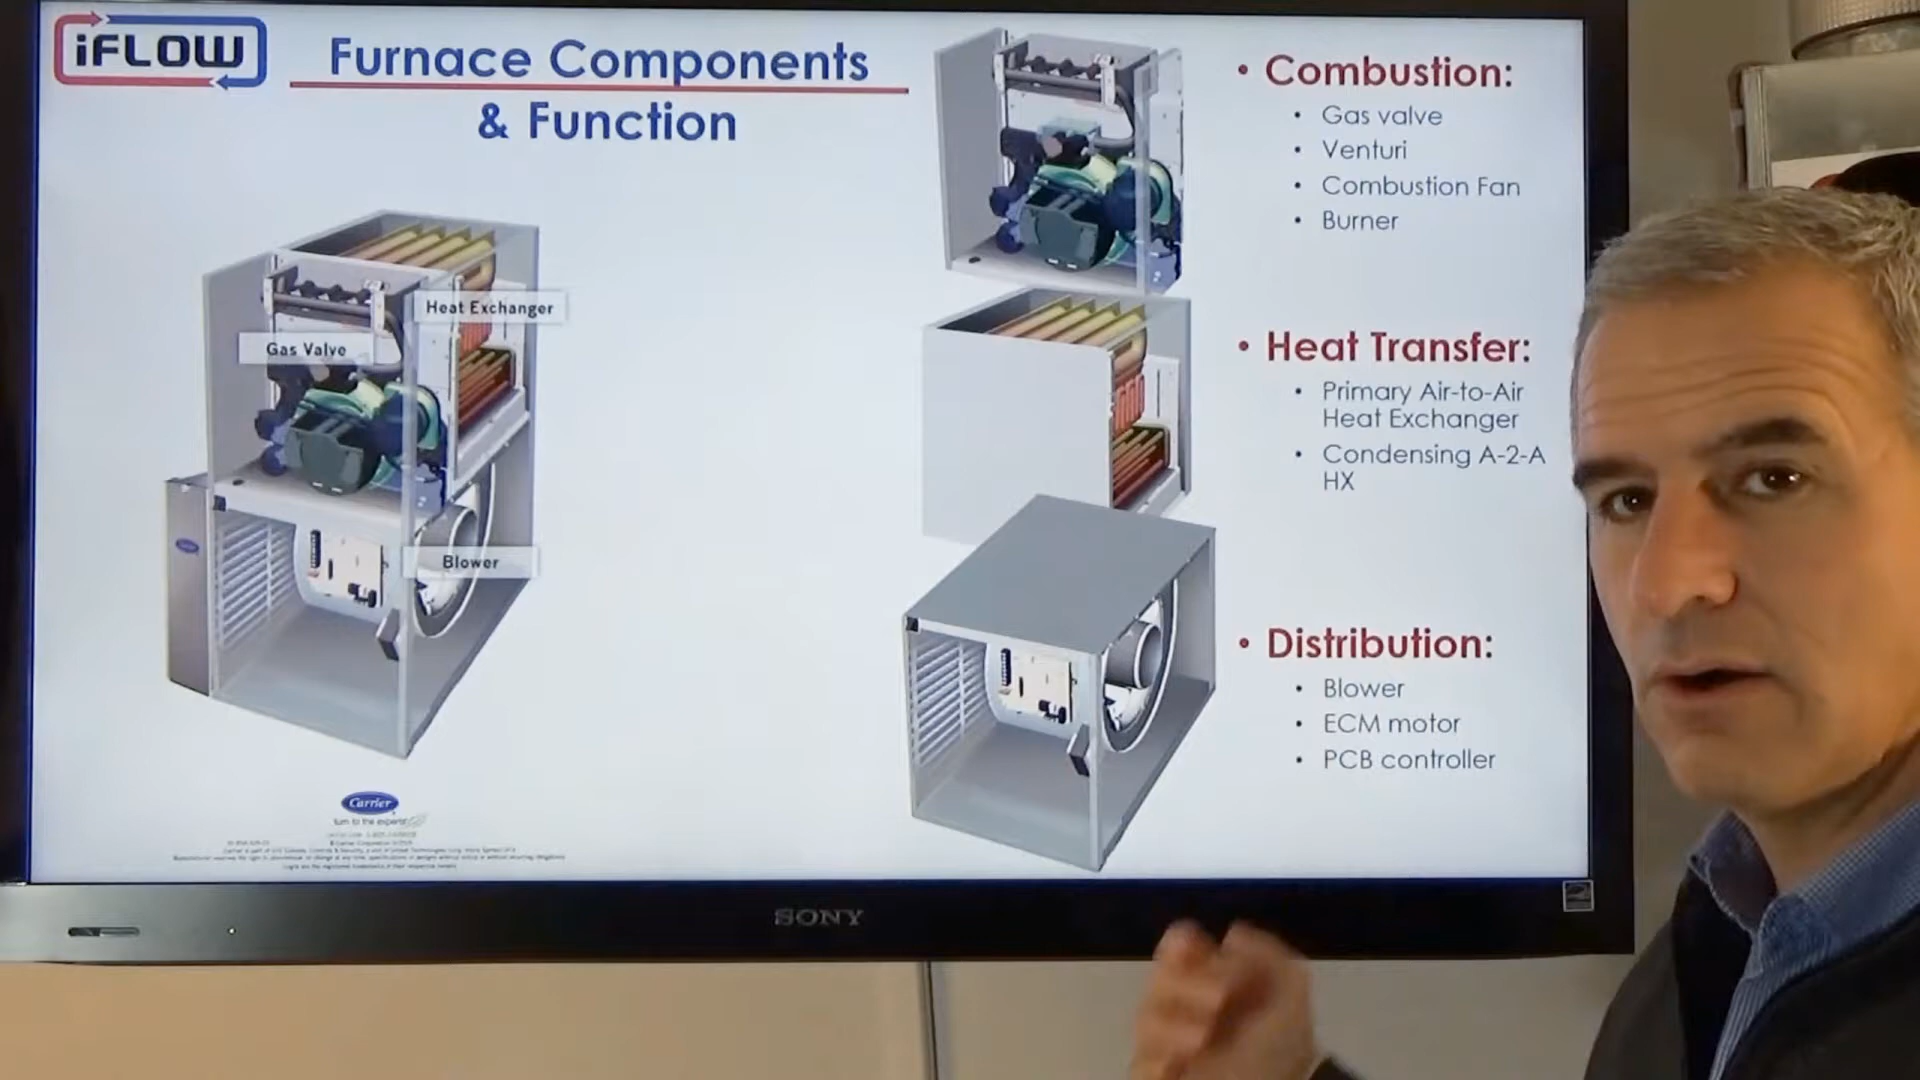 iFLOW
Furnace Components
& Function
Heat Exchanger
Gas Valve
Blower
Carrier
turn to the experts
• Combustion:
• Gas valve
• Venturi
• Combustion Fan
• Burner
• Heat Transfer:
• Primary Air-to-Air
Heat Exchanger
• Condensing A-2-A
HX
• Distribution:
• Blower
• ECM motor
• PCB controller
SONY